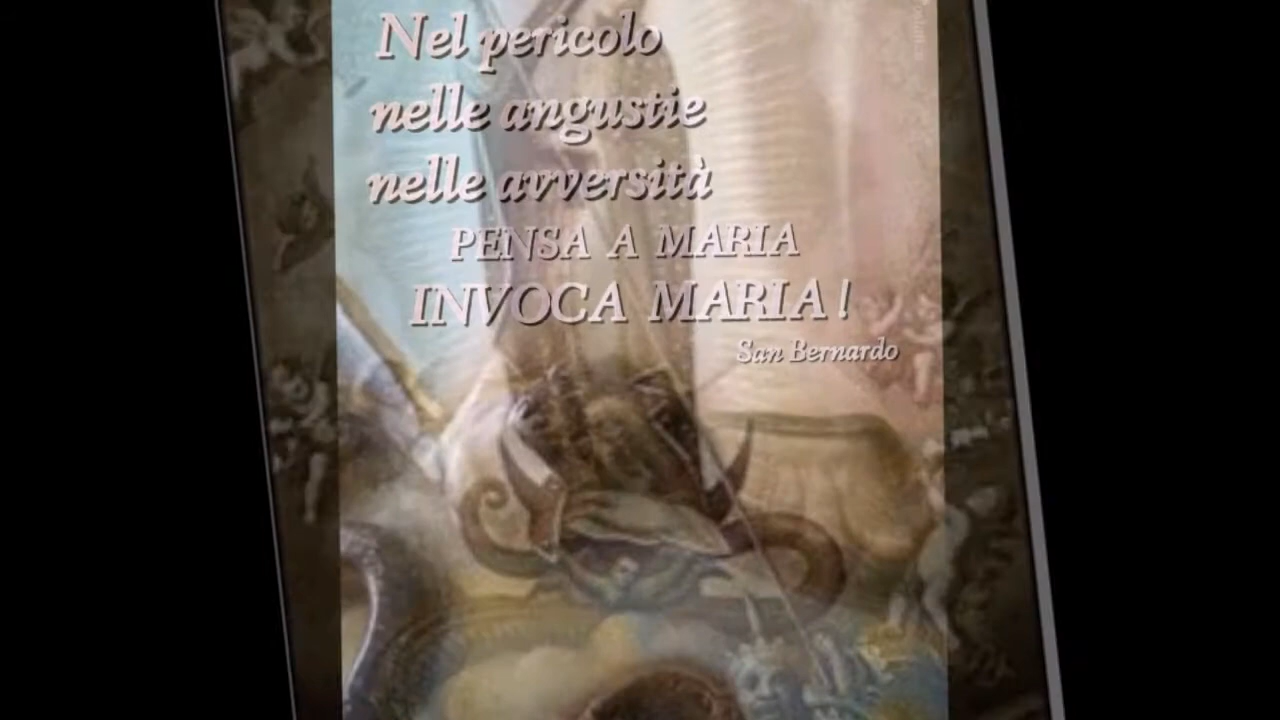 Nel pericolo
nelle angustie
nelle avversità
PENSA A MARIA
INVOCA MARIA!
San Bernardo